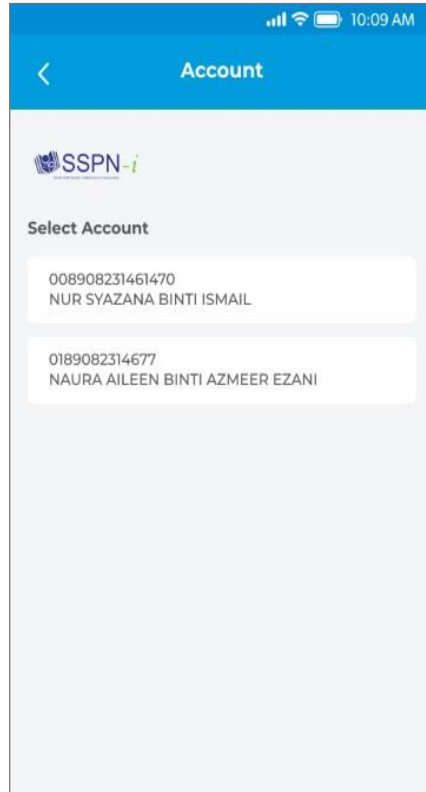 10:09 AM
Account
SSPN-i
Select Account
008908231461470
NUR SYAZANA BINTI ISMAIL
0189082314677
NAURA AILEEN BINTI AZMEER EZANI